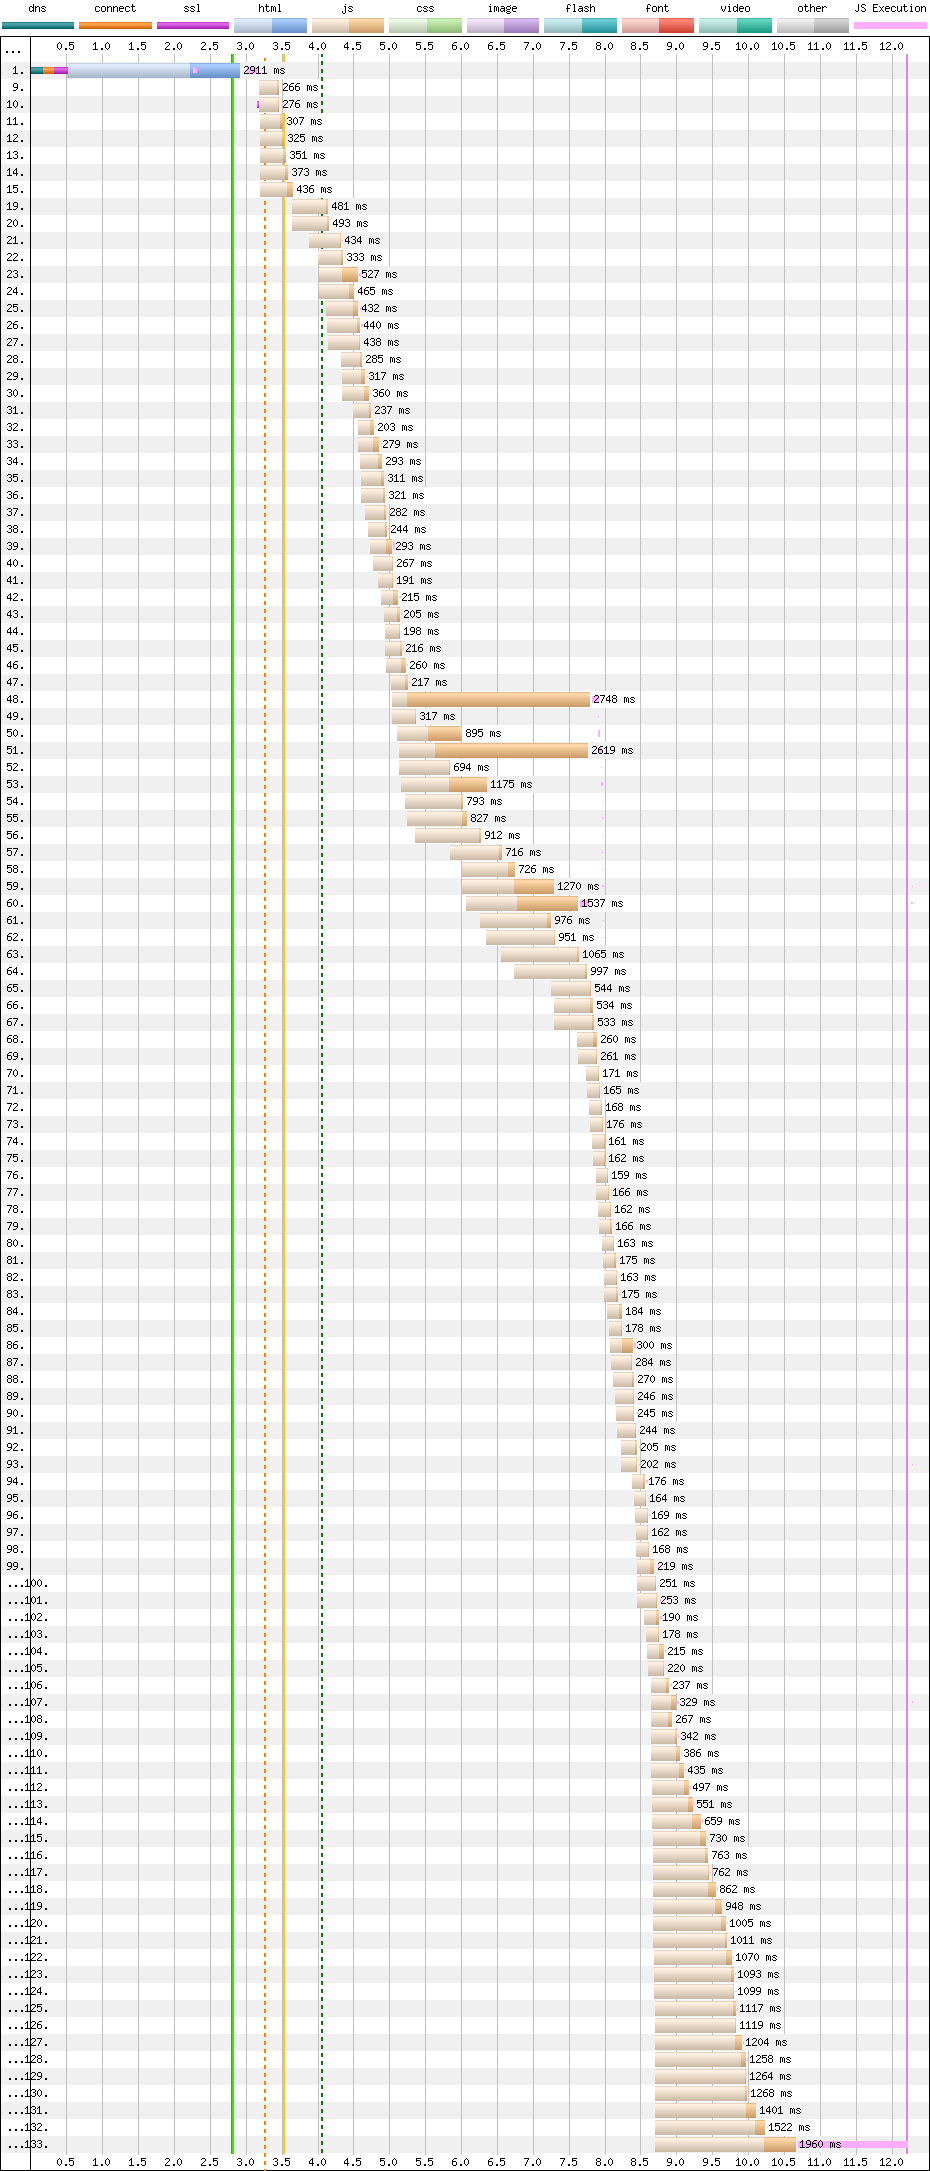 dns connect ssl html js css image flash font video other JS Execution
... 0.5 1.0 1.5 2.0 2.5 3.0 3.5 4.0 4.5 5.0 5.5 6.0 6.5 7.0 7.5 8.0 8.5 9.0 9.5 10.0 10.5 11.0 11.5 12.0
1. 2911 ms
9. 266 ms
10. 276 ms
11. 307 ms
12. 325 ms
13. 351 ms
14. 373 ms
15. 436 ms
19. 481 ms
20. 493 ms
21. 434 ms
22. 333 ms
23. 527 ms
24. 465 ms
25. 432 ms
26. 440 ms
27. 438 ms
28. 285 ms
29. 317 ms
30. 360 ms
31. 237 ms
32. 203 ms
33. 279 ms
34. 293 ms
35. 311 ms
36. 321 ms
37. 282 ms
38. 244 ms
39. 293 ms
40. 267 ms
41. 191 ms
42. 215 ms
43. 205 ms
44. 198 ms
45. 216 ms
46. 260 ms
47. 217 ms
48. 2748 ms
49. 317 ms
50. 895 ms
51. 2619 ms
52. 694 ms
53. 1175 ms
54. 793 ms
55. 827 ms
56. 912 ms
57. 716 ms
58. 726 ms
59. 1270 ms
60. 1537 ms
61. 976 ms
62. 951 ms
63. 1065 ms
64. 997 ms
65. 544 ms
66. 534 ms
67. 533 ms
68. 260 ms
69. 261 ms
70. 171 ms
71. 165 ms
72. 168 ms
73. 176 ms
74. 161 ms
75. 162 ms
76. 159 ms
77. 166 ms
78. 162 ms
79. 166 ms
80. 163 ms
81. 175 ms
82. 163 ms
83. 175 ms
84. 184 ms
85. 178 ms
86. 300 ms
87. 284 ms
88. 270 ms
89. 246 ms
90. 245 ms
91. 244 ms
92. 205 ms
93. 202 ms
94. 176 ms
95. 164 ms
96. 169 ms
97. 162 ms
98. 168 ms
99. 219 ms
...100. 251 ms
...101. 253 ms
...102. 190 ms
...103. 178 ms
...104. 215 ms
...105. 220 ms
...106. 237 ms
...107. 329 ms
...108. 267 ms
...109. 342 ms
...110. 386 ms
...111. 435 ms
...112. 497 ms
...113. 551 ms
...114. 659 ms
...115. 730 ms
...116. 763 ms
...117. 762 ms
...118. 862 ms
...119. 948 ms
...120. 1005 ms
...121. 1011 ms
...122. 1070 ms
...123. 1093 ms
...124. 1099 ms
...125. 1117 ms
...126. 1119 ms
...127. 1204 ms
...128. 1258 ms
...129. 1264 ms
...130. 1268 ms
...131. 1401 ms
...132. 1522 ms
...133. 1960 ms
0.5 1.0 1.5 2.0 2.5 3.0 3.5 4.0 4.5 5.0 5.5 6.0 6.5 7.0 7.5 8.0 8.5 9.0 9.5 10.0 10.5 11.0 11.5 12.0